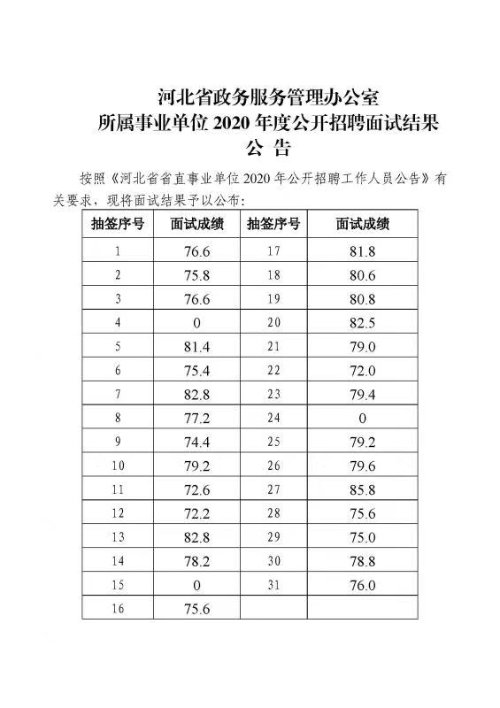 河北省政务服务管理办公室
所属事业单位 2020 年度公开招聘面试结果
公 告
按照《河北省省直事业单位 2020 年公开招聘工作人员公告》有
关要求，现将面试结果予以公布：
抽签序号 面试成绩 抽签序号 面试成绩
1 76.6 17 81.8
2 75.8 18 80.6
3 76.6 19 80.8
4 0 20 82.5
5 81.4 21 79.0
6 75.4 22 72.0
7 82.8 23 79.4
8 77.2 24 0
9 74.4 25 79.2
10 79.2 26 79.6
11 72.6 27 85.8
12 72.2 28 75.6
13 82.8 29 75.0
14 78.2 30 78.8
15 0 31 76.0
16 75.6